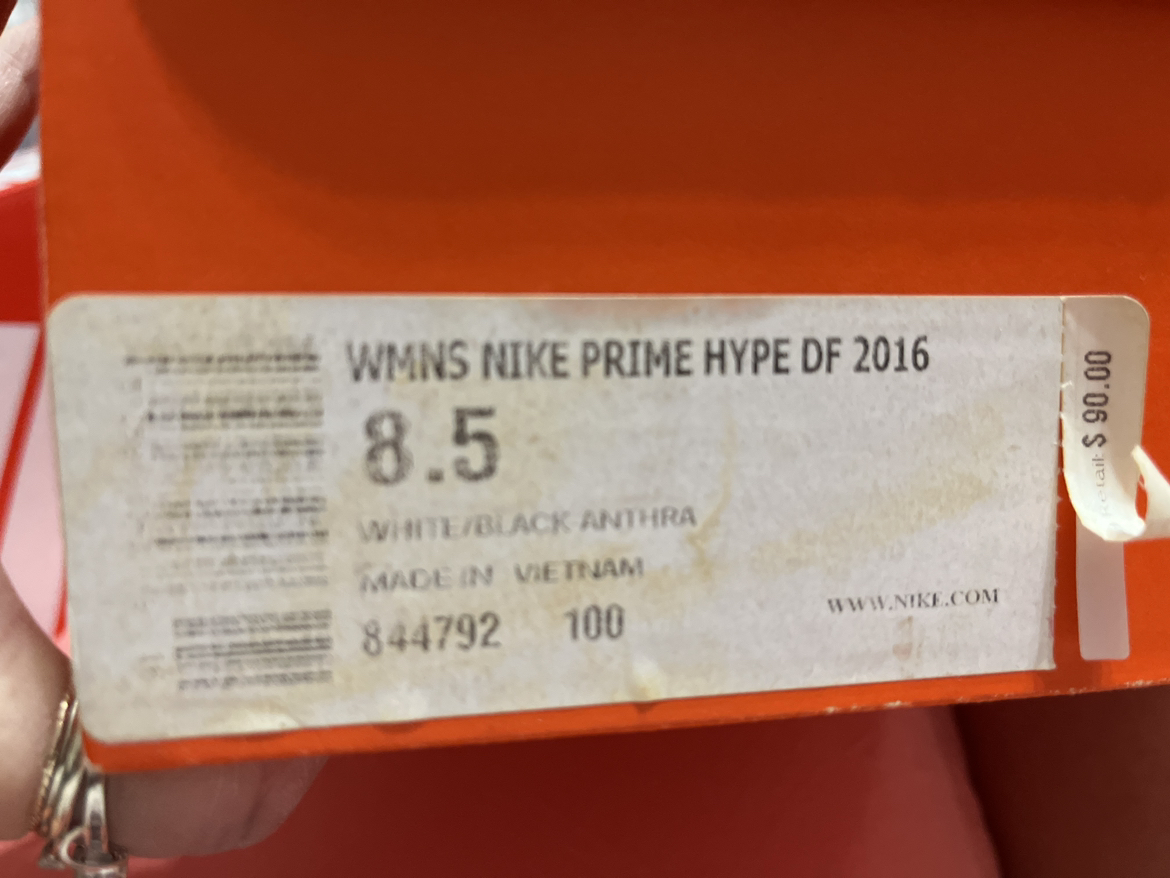 WMNS NIKE PRIME HYPE DF 2016
8.5
WHITE/BLACK-ANTHRA
MADE IN VIETNAM
844792 100
WWW.NIKE.COM
Retail: $ 90.00